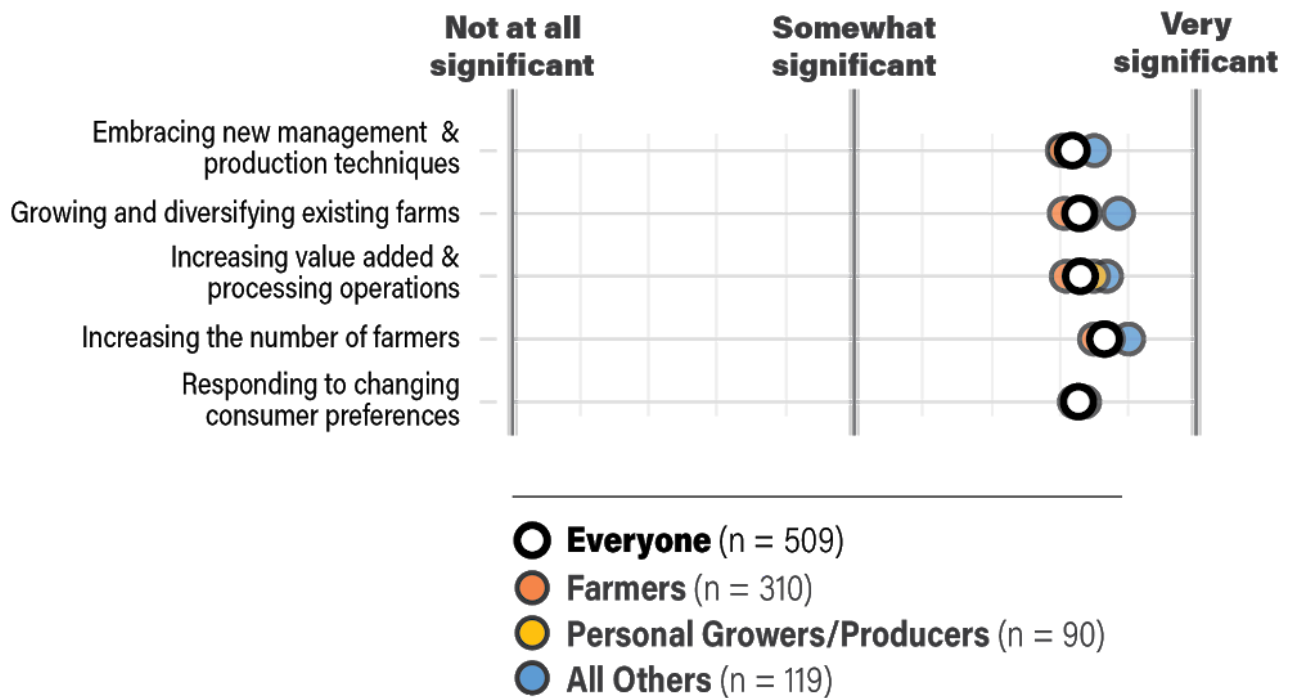 Not at all
significant
Somewhat
significant
Very
significant
Embracing new management &
production techniques
Growing and diversifying existing farms
Increasing value added &
processing operations
Increasing the number of farmers
Responding to changing
consumer preferences
Everyone (n = 509)
Farmers (n = 310)
Personal Growers/Producers (n = 90)
All Others (n = 119)